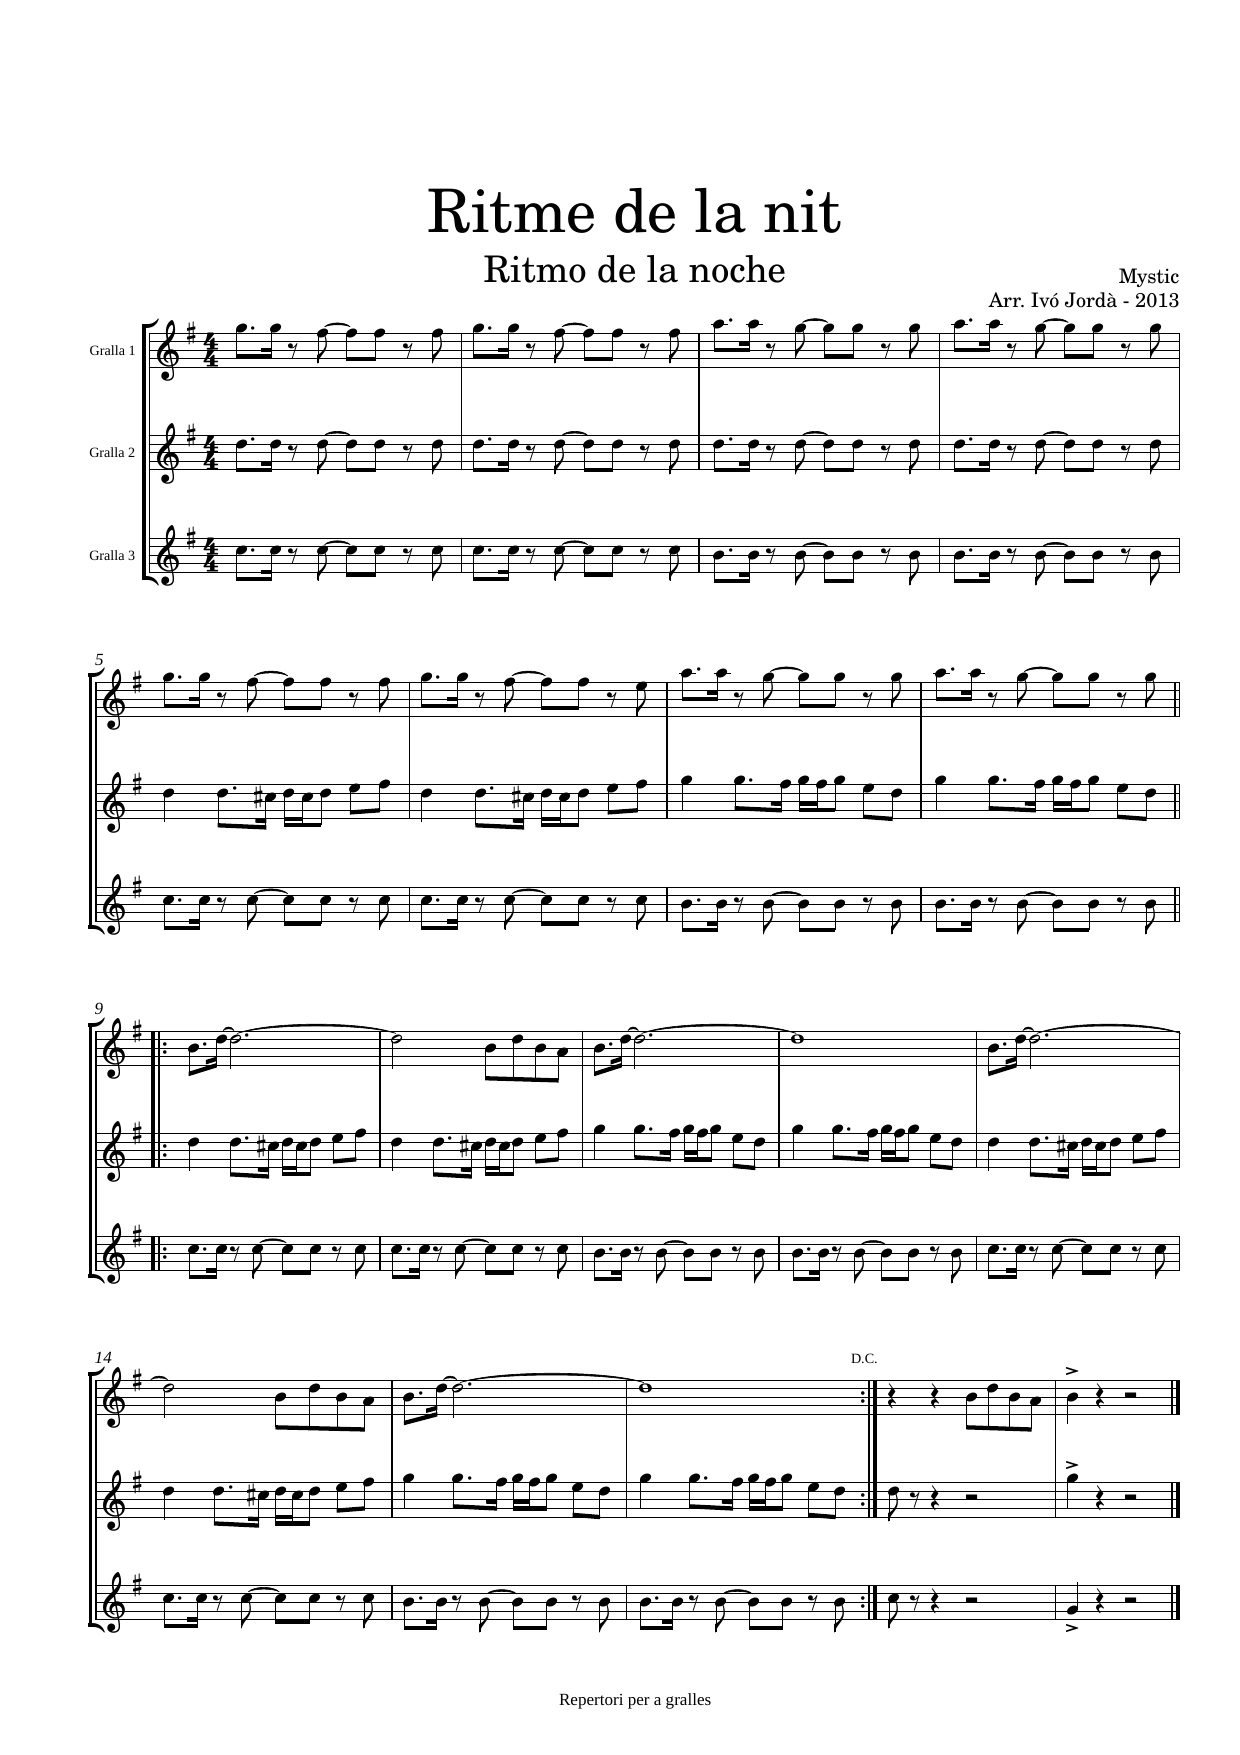 Ritme de la nit
Ritmo de la noche
Mystic
Arr. Ivó Jordà - 2013
Gralla 1
Gralla 2
Gralla 3
5
9
14
D.C.
Repertori per a gralles